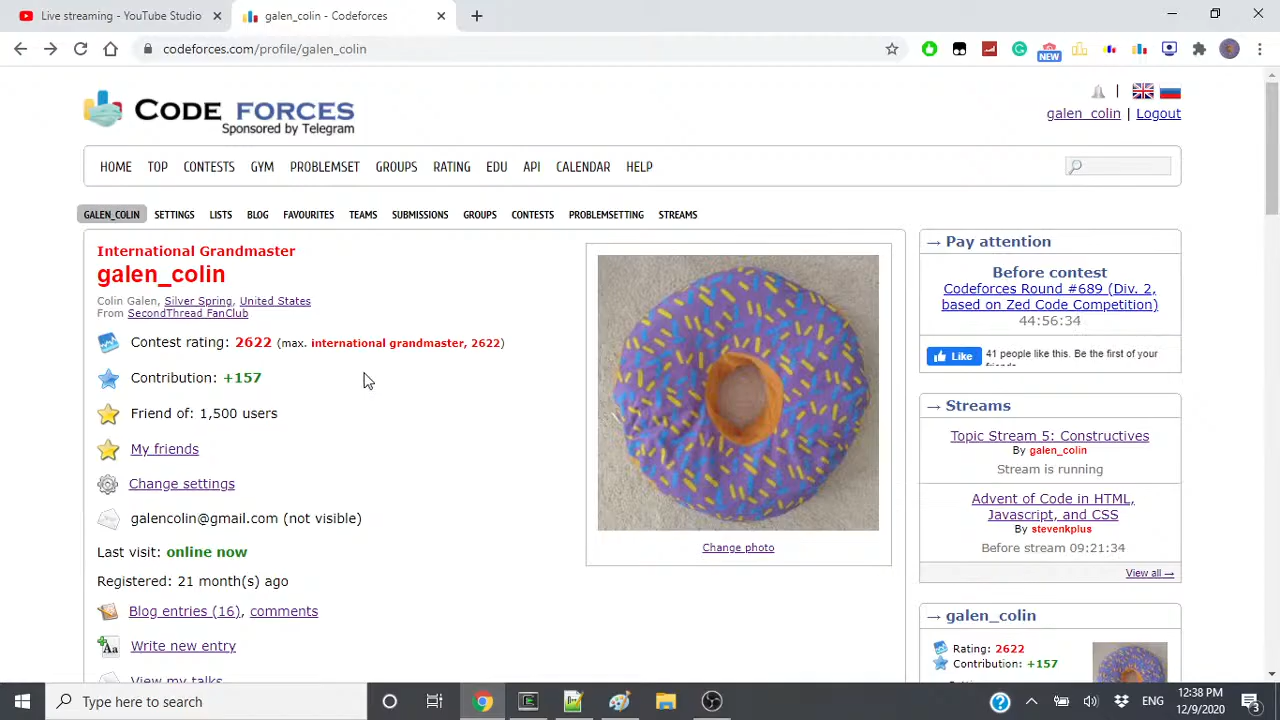 Live streaming - YouTube Studio
galen_colin - Codeforces
codeforces.com/profile/galen_colin
NEW
CODE FORCES
Sponsored by Telegram
galen_colin | Logout
HOME TOP CONTESTS GYM PROBLEMSET GROUPS RATING EDU API CALENDAR HELP
GALEN_COLIN SETTINGS LISTS BLOG FAVOURITES TEAMS SUBMISSIONS GROUPS CONTESTS PROBLEMSETTING STREAMS
International Grandmaster
galen_colin
Colin Galen, Silver Spring, United States
From SecondThread FanClub
Contest rating: 2622 (max. international grandmaster, 2622)
Contribution: +157
Friend of: 1,500 users
My friends
Change settings
galencolin@gmail.com (not visible)
Last visit: online now
Registered: 21 month(s) ago
Blog entries (16), comments
Aa Write new entry
View my talks
Change photo
→ Pay attention
Before contest
Codeforces Round #689 (Div. 2,
based on Zed Code Competition)
44:56:34
Like
41 people like this. Be the first of your
friends.
→ Streams
Topic Stream 5: Constructives
By galen_colin
Stream is running
Advent of Code in HTML,
Javascript, and CSS
By stevenkplus
Before stream 09:21:34
View all →
→ galen_colin
Rating: 2622
Contribution: +157
Type here to search
ENG
12:38 PM
12/9/2020
3